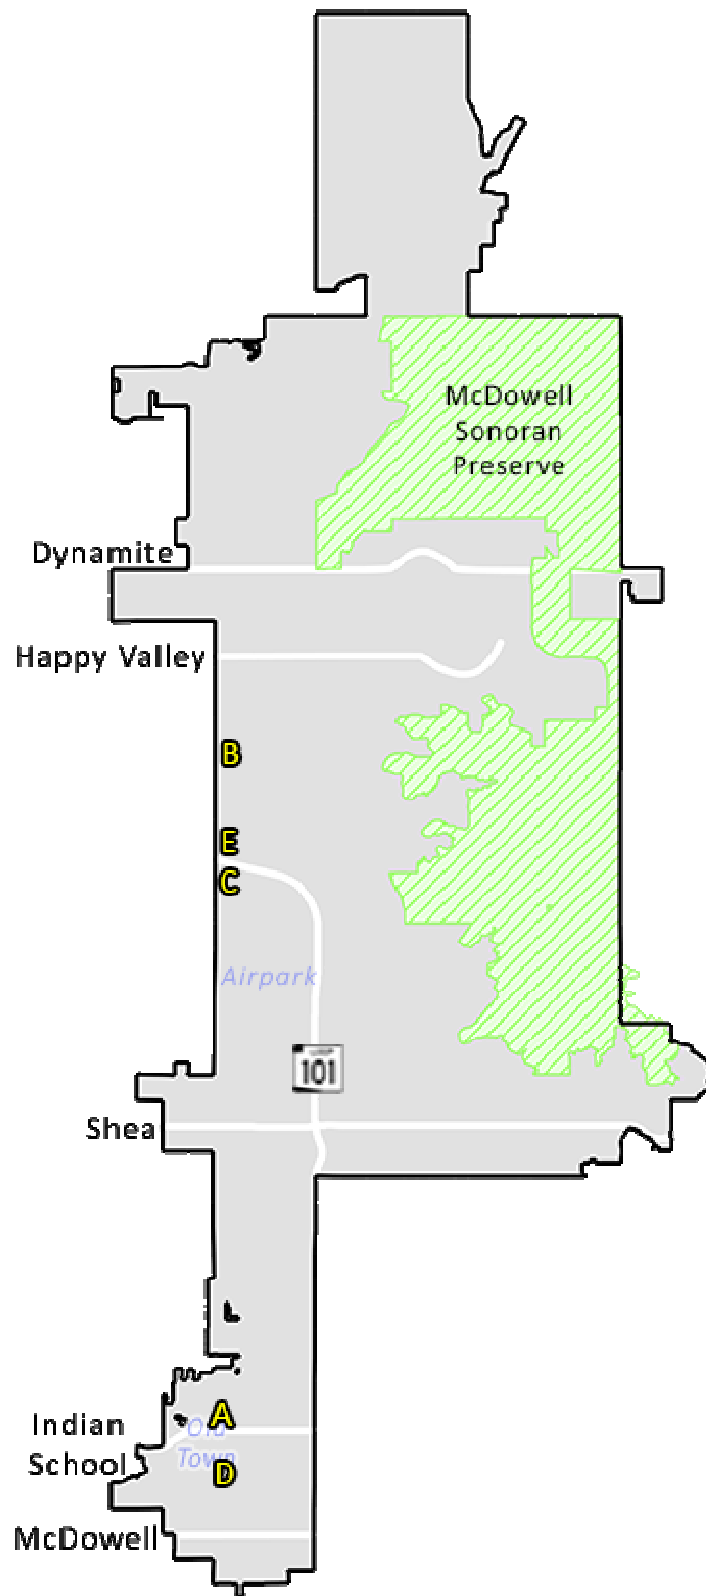 McDowell
Sonoran
Preserve
Dynamite
Happy Valley
B
E
C
Airpark
101
Shea
A
Indian
School
Old
Town
D
McDowell